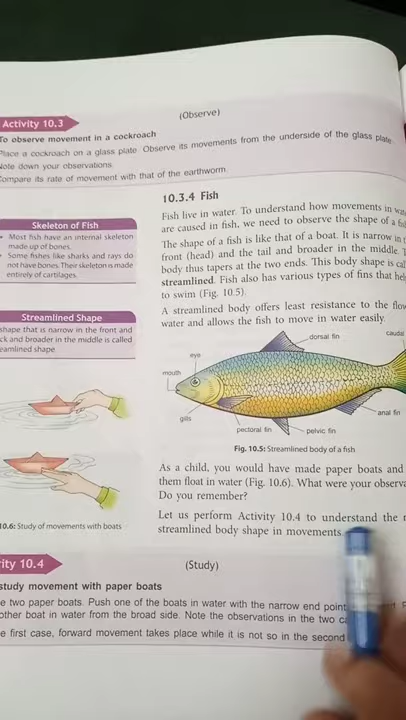 Activity 10.3
(Observe)
To observe movement in a cockroach
Place a cockroach on a glass plate. Observe its movements from the underside of the glass plate.
Note down your observations.
Compare its rate of movement with that of the earthworm.
Skeleton of Fish
Most fish have an internal skeleton
made up of bones.
Some fishes like sharks and rays do
not have bones. Their skeleton is made
entirely of cartilages.
Streamlined Shape
shape that is narrow in the front and
and broader in the middle is called
shape
10.6: Study of movements with boats
10.3.4 Fish
Fish live in water. To understand how movements in
are caused in fish, we need to observe the shape of a
The shape of a fish is like that of a boat. It is narrow in
front (head) and the tail and broader in the middle.
body thus tapers at the two ends. This body shape is
streamlined. Fish also has various types of fins that
to swim (Fig. 10.5).
A streamlined body offers least resistance to the
water and allows the fish to move in water easily.
dorsal fin
caudal
eye
mouth
gills
pectoral fin
pelvic fin
anal fin
Fig. 10.5: Streamlined body of a fish
As a child, you would have made paper boats and
them float in water (Fig. 10.6). What were your
Do you remember?
Let us perform Activity 10.4 to understand the
streamlined body shape in movements.
10.4
(Study)
study movement with paper boats
two paper boats. Push one of the boats in water with the narrow end
other boat in water from the broad side. Note the observations in the two
first case, forward movement takes place while it is not so in the second